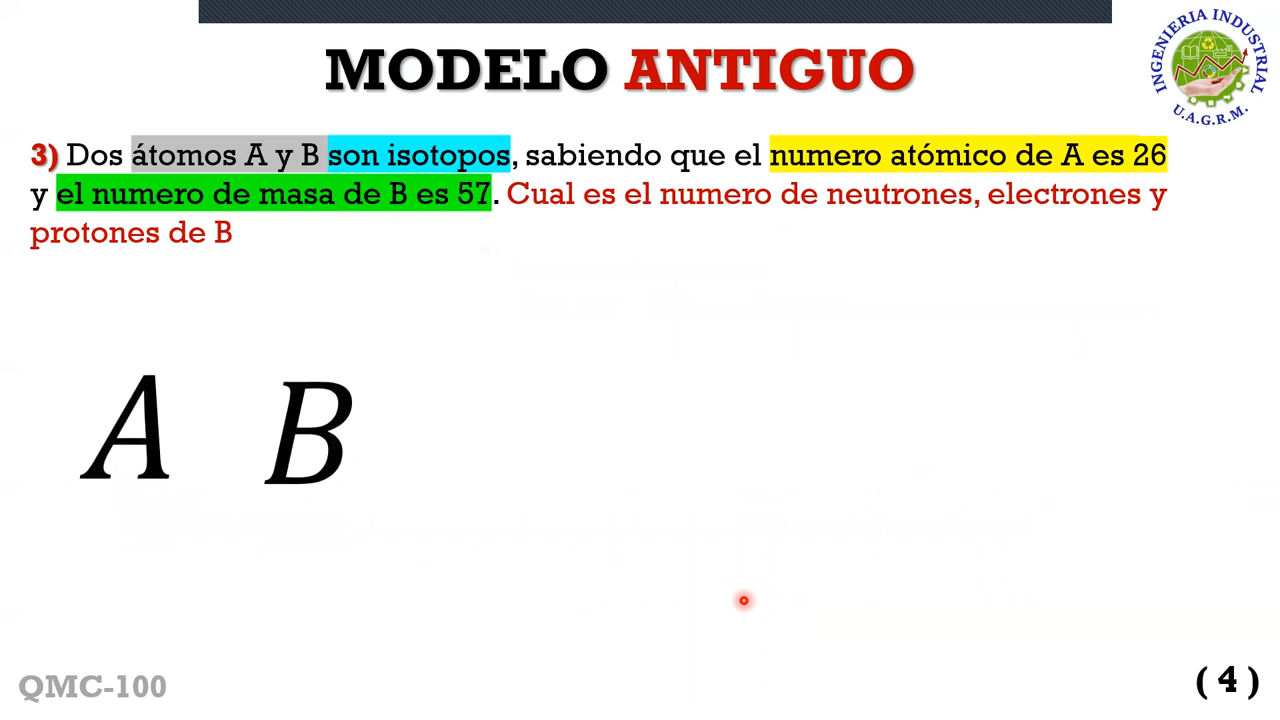 MODELO ANTIGUO
INGENIERIA INDUSTRIAL
U.A.G.R.M.
3) Dos átomos A y B son isotopos, sabiendo que el numero atómico de A es 26
y el numero de masa de B es 57. Cual es el numero de neutrones, electrones y
protones de B
A B
QMC-100
( 4 )